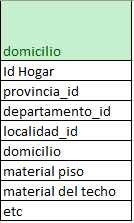 domicilio
Id Hogar
provincia_id
departamento_id
localidad_id
domicilio
material piso
material del techo
etc